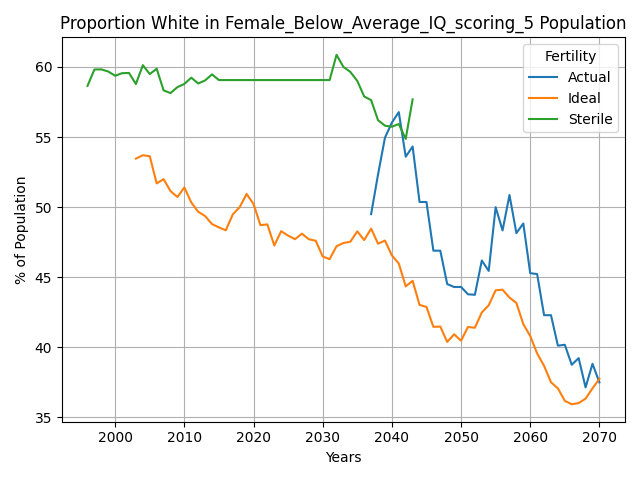 Proportion White in Female_Below_Average_IQ_scoring_5 Population
Fertility
Actual
Ideal
Sterile
% of Population
60
55
50
45
40
35
2000 2010 2020 2030 2040 2050 2060 2070
Years